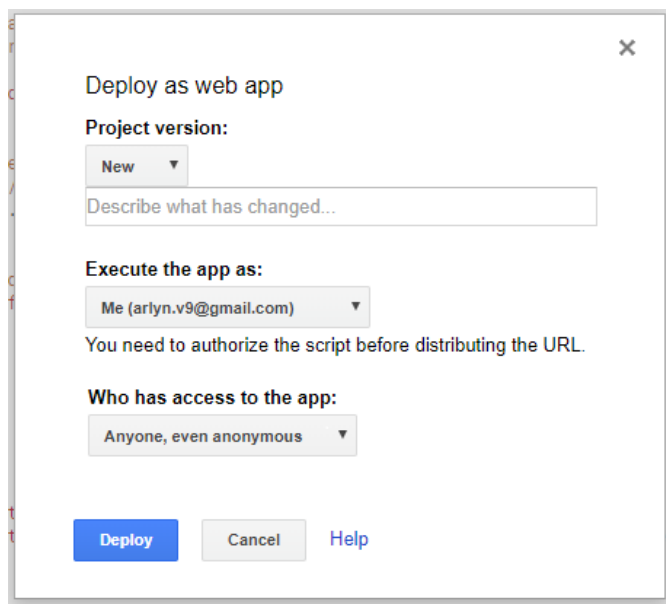 Deploy as web app
Project version:
New
Describe what has changed...
Execute the app as:
Me (arlyn.v9@gmail.com)
You need to authorize the script before distributing the URL.
Who has access to the app:
Anyone, even anonymous
Deploy Cancel Help